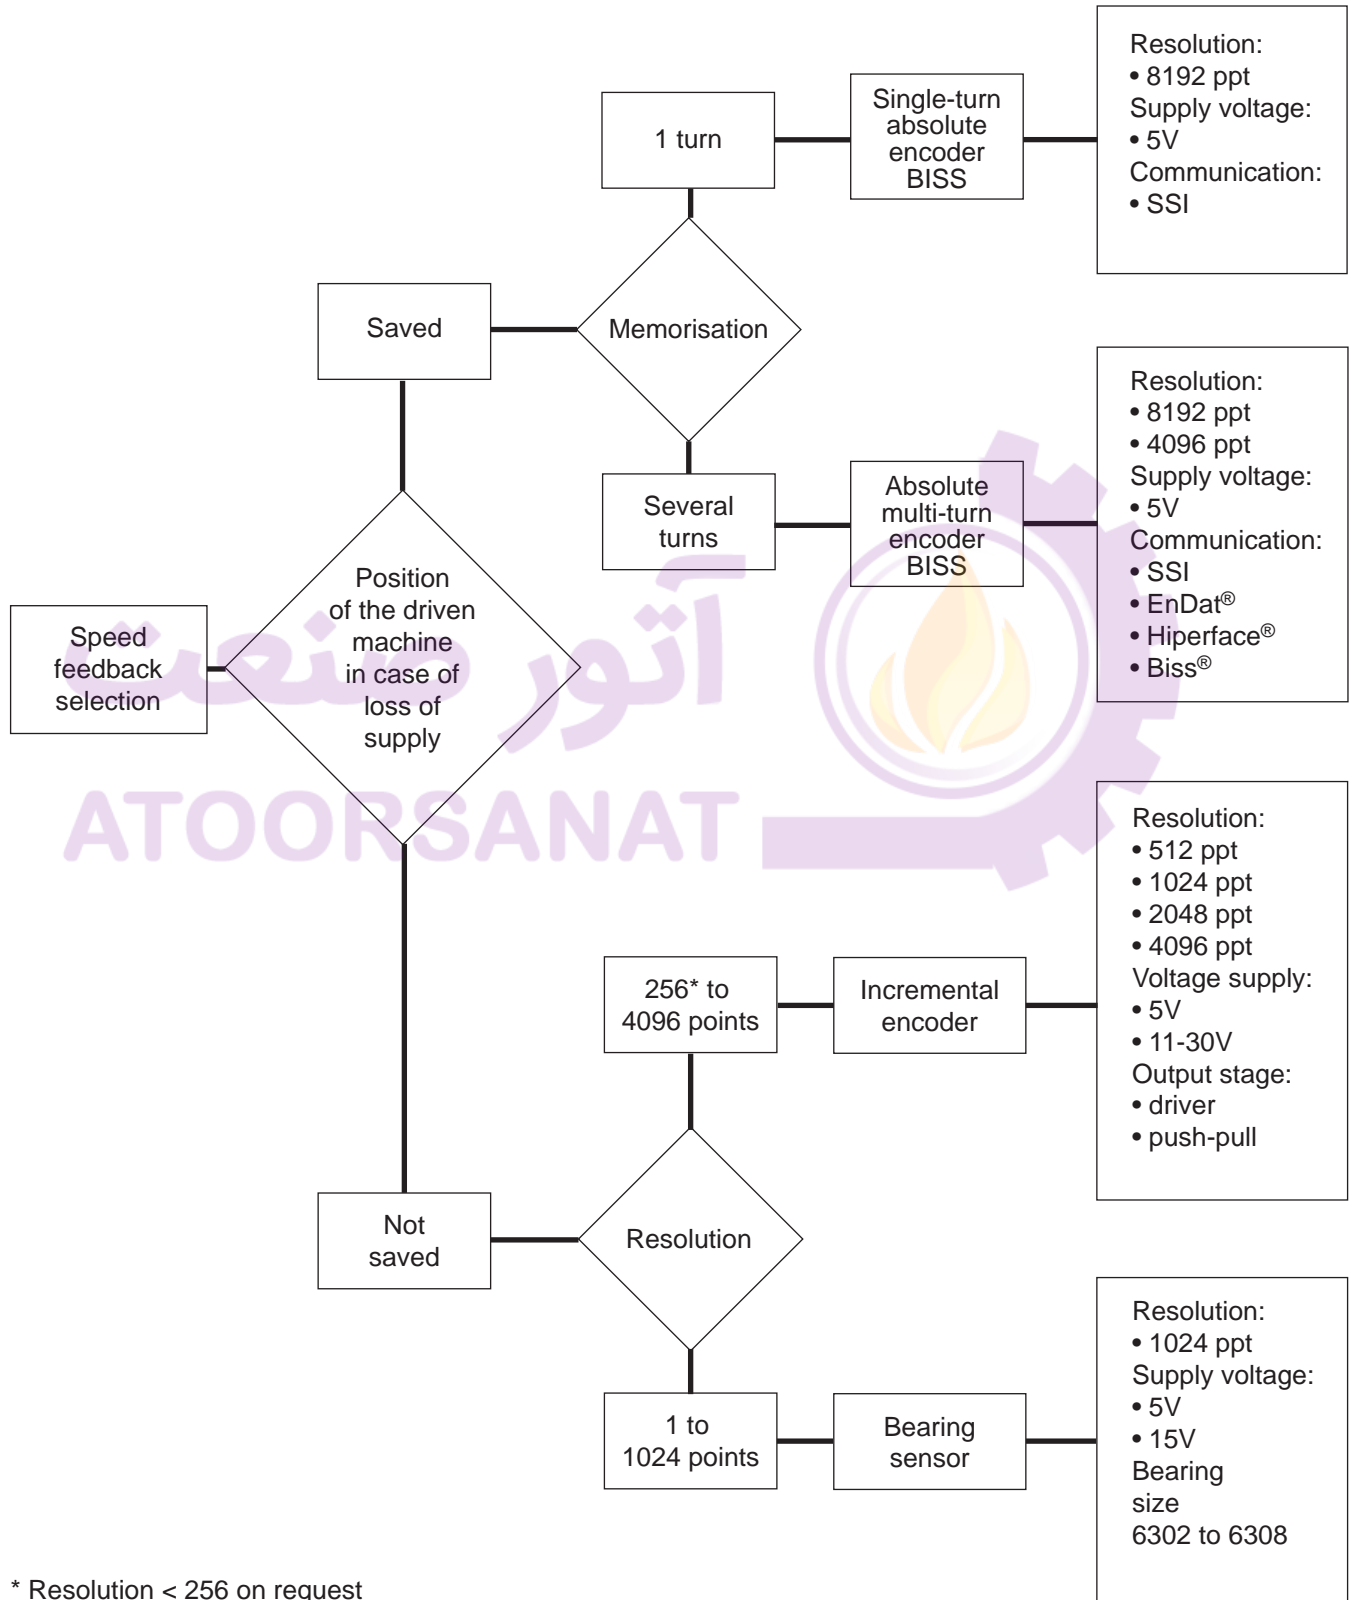 Speed
feedback
selection
Position
of the driven
machine
in case of
loss of
supply
Saved
Memorisation
1 turn
Single-turn
absolute
encoder
BISS
Resolution:
• 8192 ppt
Supply voltage:
• 5V
Communication:
• SSI
Several
turns
Absolute
multi-turn
encoder
BISS
Resolution:
• 8192 ppt
• 4096 ppt
Supply voltage:
• 5V
Communication:
• SSI
• EnDat®
• Hiperface®
• Biss®
آتور صنعت
ATOORSANAT
Not
saved
Resolution
256* to
4096 points
Incremental
encoder
Resolution:
• 512 ppt
• 1024 ppt
• 2048 ppt
• 4096 ppt
Voltage supply:
• 5V
• 11-30V
Output stage:
• driver
• push-pull
1 to
1024 points
Bearing
sensor
Resolution:
• 1024 ppt
Supply voltage:
• 5V
• 15V
Bearing
size
6302 to 6308
* Resolution < 256 on request